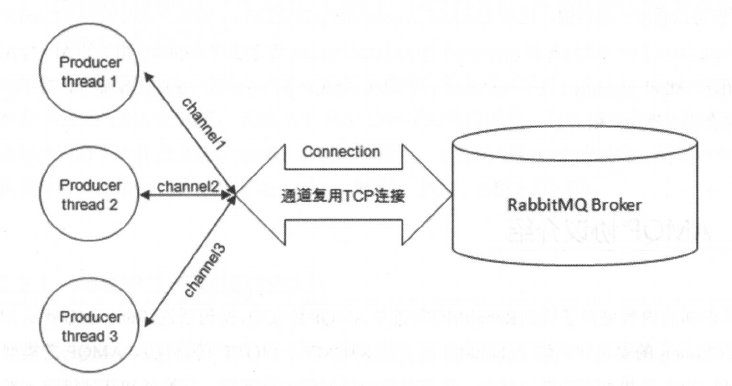 Producer
thread 1
channel1
Connection
Producer
thread 2
channel2
通道复用TCP连接
RabbitMQ Broker
channel3
Producer
thread 3